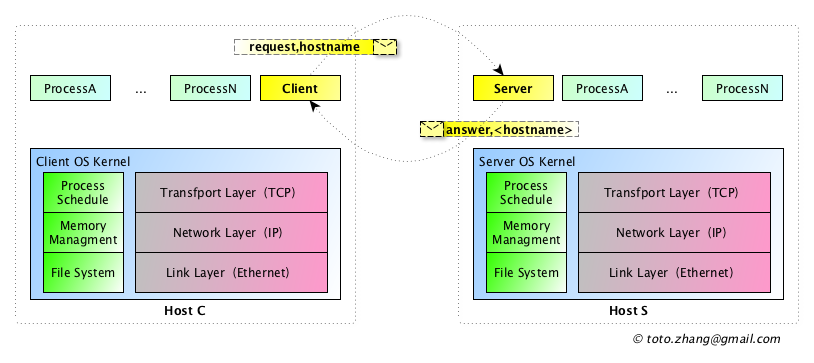 request,hostname
ProcessA
...
ProcessN
Client
Server
ProcessA
...
ProcessN
answer,<hostname>
Client OS Kernel
Process
Schedule
Transfport Layer (TCP)
Memory
Managment
Network Layer (IP)
File System
Link Layer (Ethernet)
Host C
Server OS Kernel
Process
Schedule
Transfport Layer (TCP)
Memory
Managment
Network Layer (IP)
File System
Link Layer (Ethernet)
Host S
© toto.zhang@gmail.com